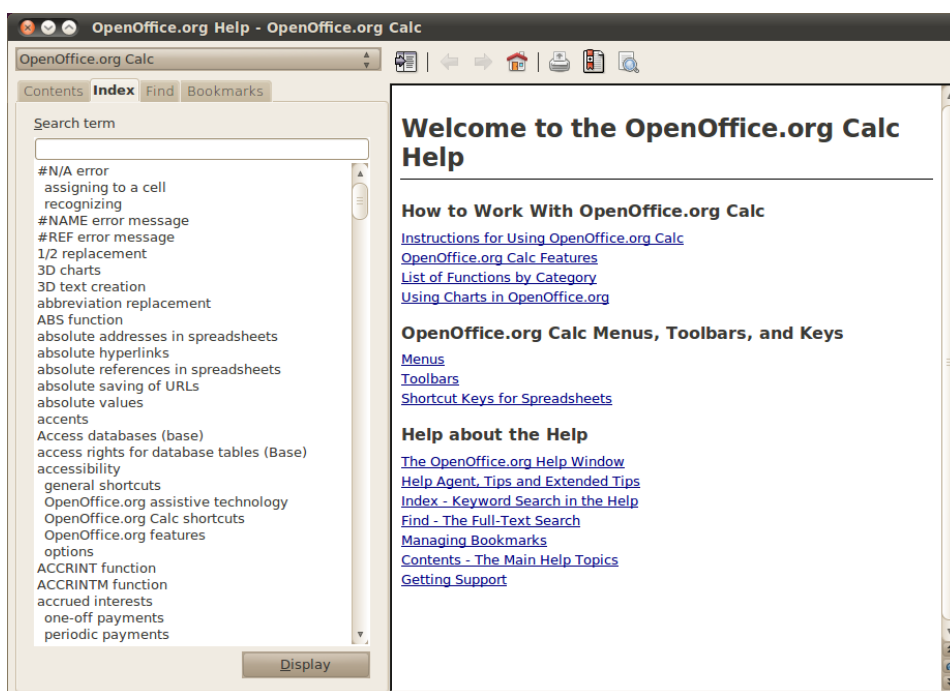 OpenOffice.org Help - OpenOffice.org Calc
OpenOffice.org Calc
Contents Index Find Bookmarks
Search term
#N/A error
assigning to a cell
recognizing
#NAME error message
#REF error message
1/2 replacement
3D charts
3D text creation
abbreviation replacement
ABS function
absolute addresses in spreadsheets
absolute hyperlinks
absolute references in spreadsheets
absolute saving of URLs
absolute values
accents
Access databases (base)
access rights for database tables (Base)
accessibility
general shortcuts
OpenOffice.org assistive technology
OpenOffice.org Calc shortcuts
OpenOffice.org features
options
ACCRINT function
ACCRINTM function
accrued interests
one-off payments
periodic payments
Display
Welcome to the OpenOffice.org Calc
Help
How to Work With OpenOffice.org Calc
Instructions for Using OpenOffice.org Calc
OpenOffice.org Calc Features
List of Functions by Category
Using Charts in OpenOffice.org
OpenOffice.org Calc Menus, Toolbars, and Keys
Menus
Toolbars
Shortcut Keys for Spreadsheets
Help about the Help
The OpenOffice.org Help Window
Help Agent, Tips and Extended Tips
Index - Keyword Search in the Help
Find - The Full-Text Search
Managing Bookmarks
Contents - The Main Help Topics
Getting Support